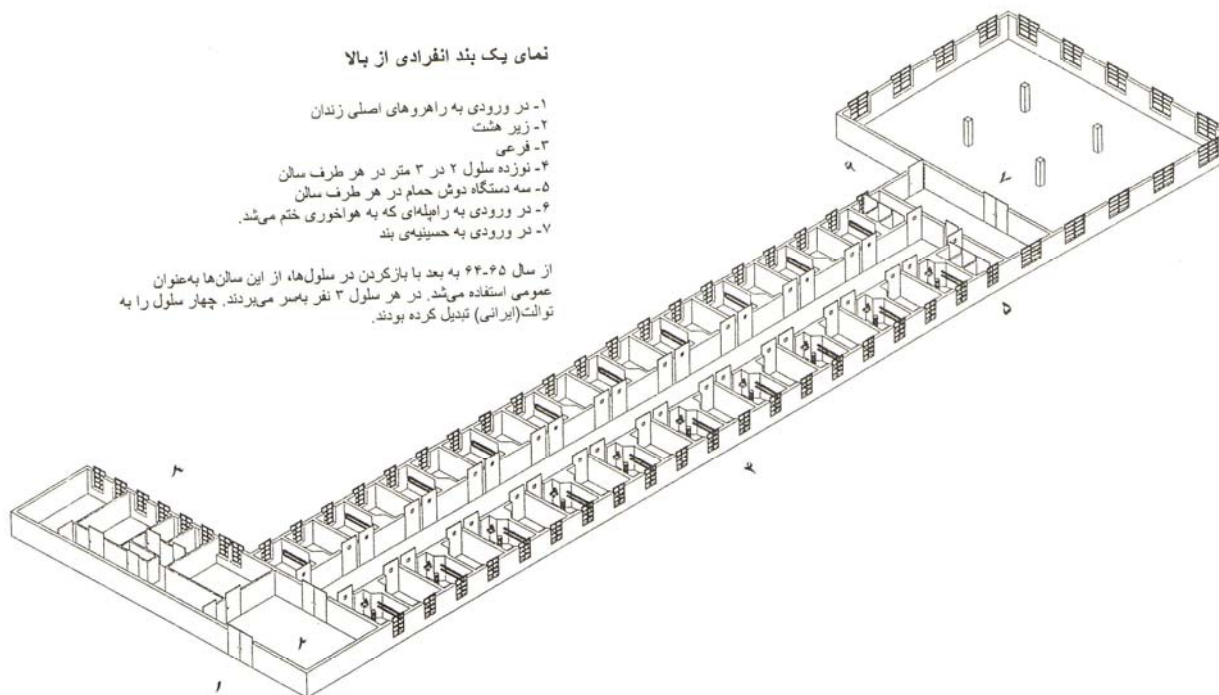 نمای یک بند انفرادی از بالا
۱- در ورودی به راهروهای اصلی زندان
۲- زیر هشت
۳- فرعی
۴- نوزده سلول ۲ در ۳ متر در هر طرف سالن
۵- سه دستگاه دوش حمام در هر طرف سالن
۶- در ورودی به راه‌پله‌ای که به هواخوری ختم می‌شد.
۷- در ورودی به حسینیه‌ی بند
از سال ۶۵-۶۴ به بعد با بازکردن در سلول‌ها، از این سالن‌ها به‌عنوان
عمومی استفاده می‌شد. در هر سلول ۳ نفر به‌سر می‌بردند. چهار سلول را به
توالت(ایرانی) تبدیل کرده بودند.
۶
۷
۵
۴
۳
۲
۱